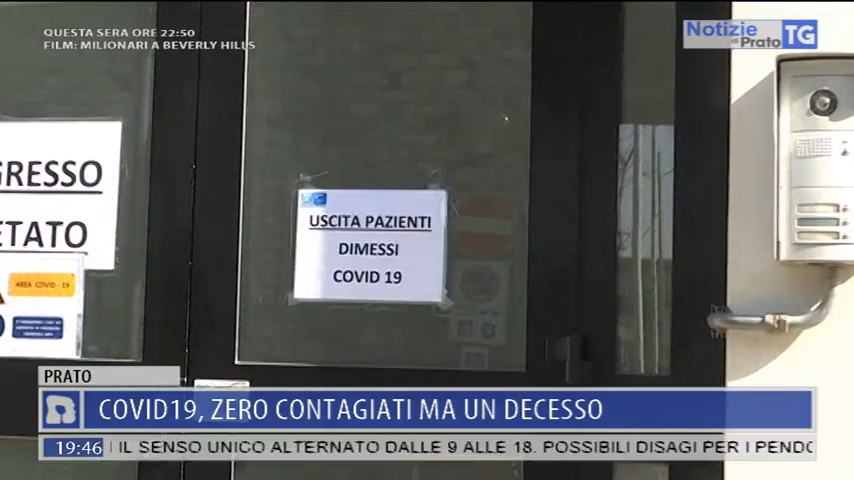 QUESTA SERA ORE 22:50
FILM: MILIONARI A BEVERLY HILLS
Notizie
di Prato
TG
GRESSO
ETATO
AREA COVID-19
USCITA PAZIENTI
DIMESSI
COVID 19
PRATO
COVID19, ZERO CONTAGIATI MA UN DECESSO
19:46
I IL SENSO UNICO ALTERNATO DALLE 9 ALLE 18. POSSIBILI DISAGI PER I PENDO